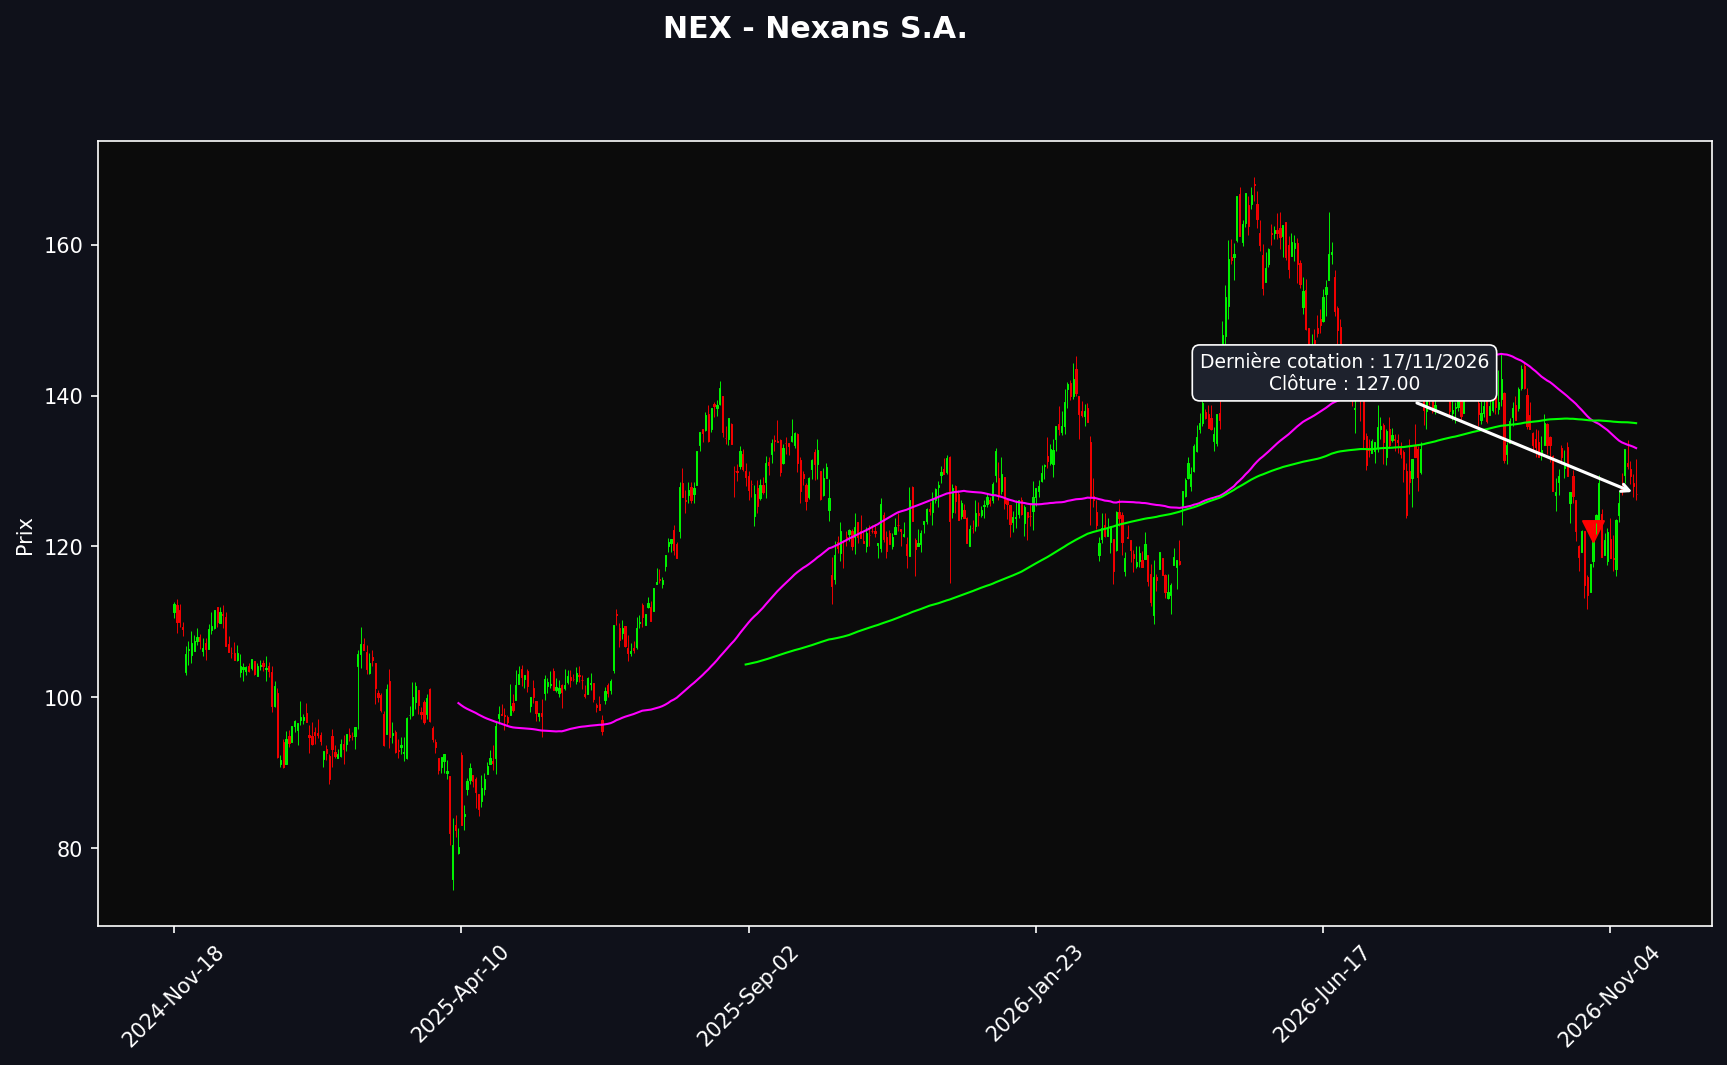 NEX - Nexans S.A.
Prix
160
140
120
100
80
Dernière cotation : 17/11/2026
Clôture : 127.00
2024-Nov-18
2025-Apr-10
2025-Sep-02
2026-Jan-23
2026-Jun-17
2026-Nov-04